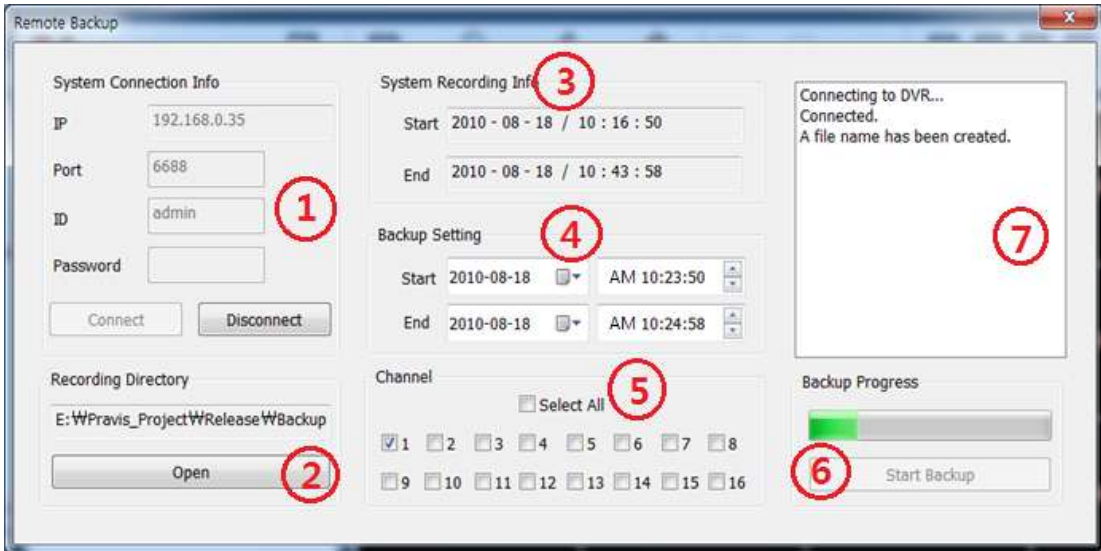 Remote Backup
System Connection Info
IP 192.168.0.35
Port 6688
ID admin
Password
Connect Disconnect
1
Recording Directory
E:₩Pravis_Project₩Release₩Backup
Open
2
System Recording Info
3
Start 2010 - 08 - 18 / 10 : 16 : 50
End 2010 - 08 - 18 / 10 : 43 : 58
Backup Setting
4
Start 2010-08-18 AM 10:23:50
End 2010-08-18 AM 10:24:58
Channel
5
Select All
1 2 3 4 5 6 7 8
9 10 11 12 13 14 15 16
Connecting to DVR...
Connected.
A file name has been created.
7
Backup Progress
6
Start Backup